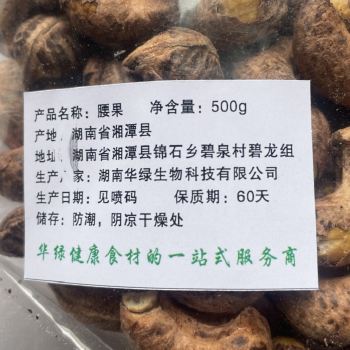 产品名称：腰果 净含量：500g
产地：湖南省湘潭县
地址：湖南省湘潭县锦石乡碧泉村碧龙组
生产厂家：湖南华绿生物科技有限公司
生产日期：见喷码 保质期：60天
储存：防潮，阴凉干燥处
华绿健康食材的一站式服务商